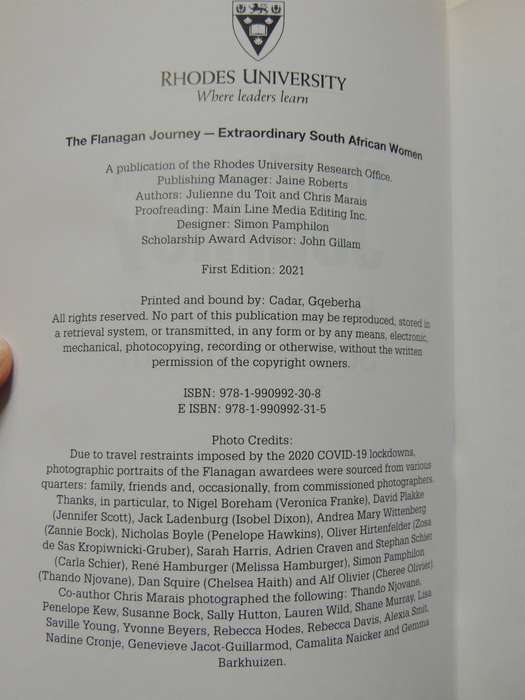 RHODES UNIVERSITY
Where leaders learn
The Flanagan Journey – Extraordinary South African Women
A publication of the Rhodes University Research Office.
Publishing Manager: Jaine Roberts
Authors: Julienne du Toit and Chris Marais
Proofreading: Main Line Media Editing Inc.
Designer: Simon Pamphilon
Scholarship Award Advisor: John Gillam
First Edition: 2021
Printed and bound by: Cadar, Gqeberha
All rights reserved. No part of this publication may be reproduced, stored in
a retrieval system, or transmitted, in any form or by any means, electronic,
mechanical, photocopying, recording or otherwise, without the written
permission of the copyright owners.
ISBN: 978-1-990992-30-8
E ISBN: 978-1-990992-31-5
Photo Credits:
Due to travel restraints imposed by the 2020 COVID-19 lockdowns,
photographic portraits of the Flanagan awardees were sourced from various
quarters: family, friends and, occasionally, from commissioned photographers.
Thanks, in particular, to Nigel Boreham (Veronica Franke), David Plakke
(Jennifer Scott), Jack Ladenburg (Isobel Dixon), Andrea Mary Wittenberg
(Zannie Bock), Nicholas Boyle (Penelope Hawkins), Oliver Hirtenfelder (Zosa
de Sas Kropiwnicki-Gruber), Sarah Harris, Adrien Craven and Stephan Schier
(Carla Schier), René Hamburger (Melissa Hamburger), Simon Pamphilon
(Thando Njovane), Dan Squire (Chelsea Haith) and Alf Olivier (Cheree Olivier).
Co-author Chris Marais photographed the following: Thando Njovane,
Penelope Kew, Susanne Bock, Sally Hutton, Lauren Wild, Shane Murray, Lisa
Saville Young, Yvonne Beyers, Rebecca Hodes, Rebecca Davis, Alexia Smit,
Nadine Cronje, Genevieve Jacot-Guillarmod, Camalita Naicker and Gemma
Barkhuizen.